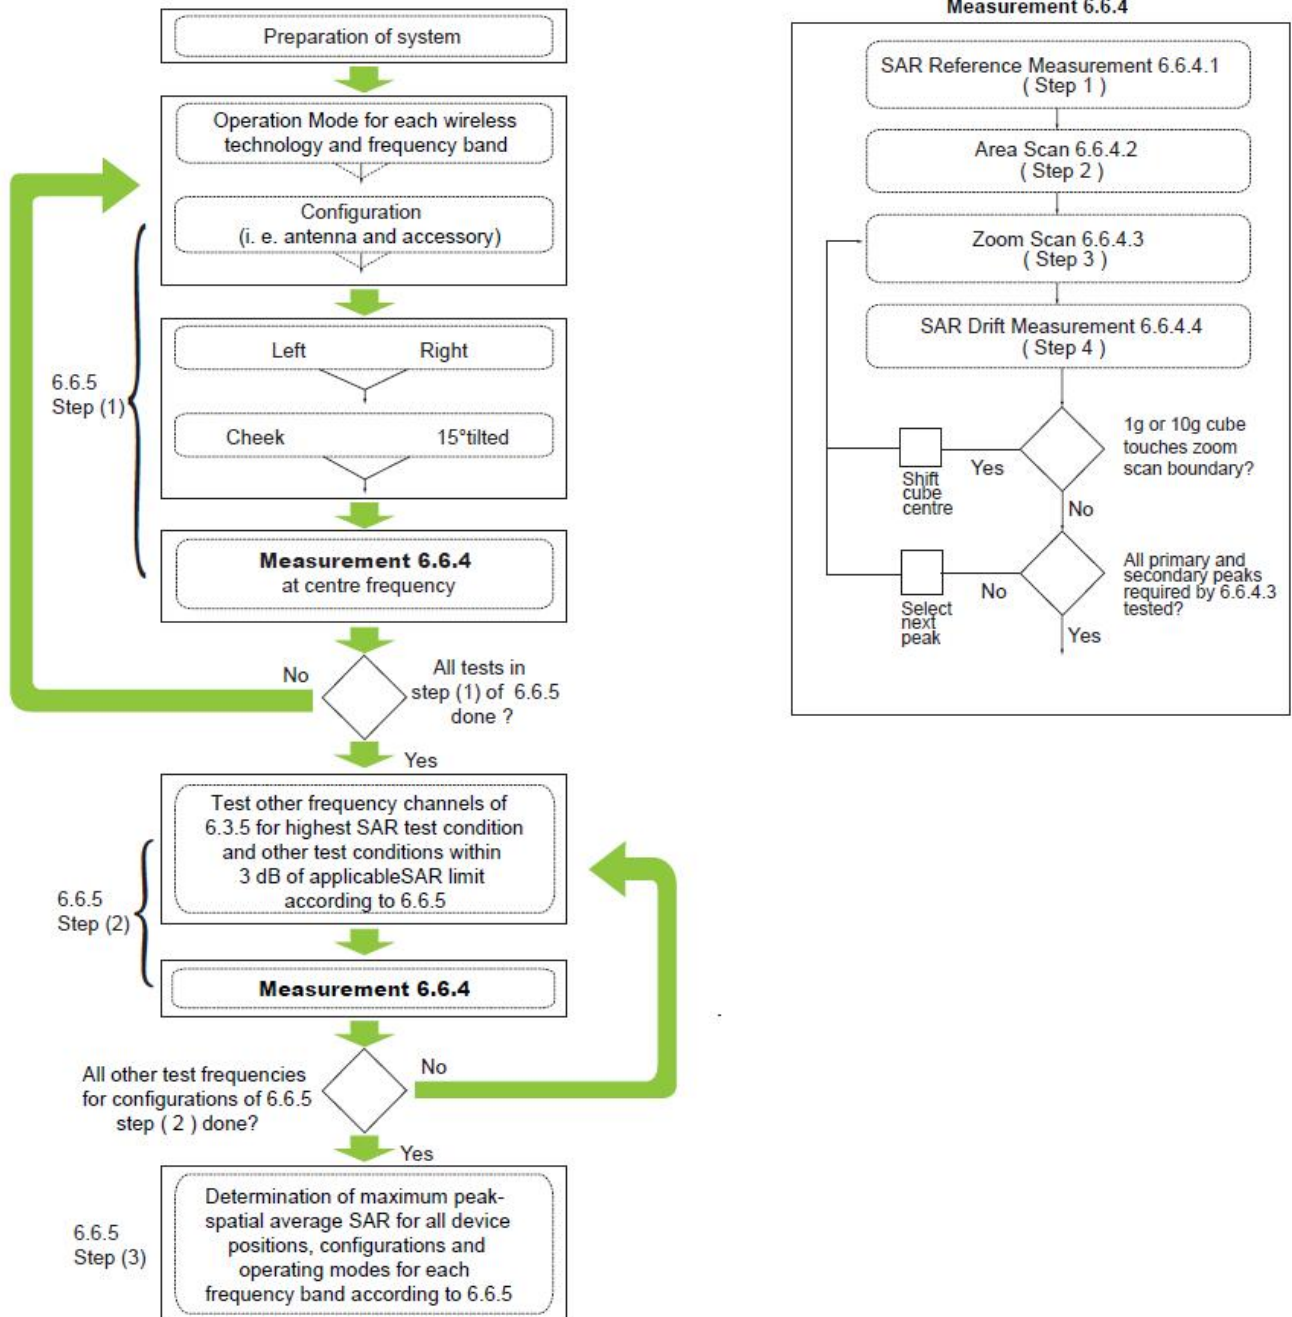 Preparation of system
Operation Mode for each wireless
technology and frequency band
Configuration
(i. e. antenna and accessory)
6.6.5
Step (1)
Left Right
Cheek 15°tilted
Measurement 6.6.4
at centre frequency
No
All tests in
step (1) of 6.6.5
done ?
Yes
Test other frequency channels of
6.3.5 for highest SAR test condition
and other test conditions within
3 dB of applicableSAR limit
according to 6.6.5
6.6.5
Step (2)
Measurement 6.6.4
All other test frequencies
for configurations of 6.6.5
step ( 2 ) done?
No
Yes
6.6.5
Step (3)
Determination of maximum peak-
spatial average SAR for all device
positions, configurations and
operating modes for each
frequency band according to 6.6.5
Measurement 6.6.4
SAR Reference Measurement 6.6.4.1
( Step 1 )
Area Scan 6.6.4.2
( Step 2 )
Zoom Scan 6.6.4.3
( Step 3 )
SAR Drift Measurement 6.6.4.4
( Step 4 )
1g or 10g cube
touches zoom
scan boundary?
Yes
Shift
cube
centre
No
All primary and
secondary peaks
required by 6.6.4.3
tested?
No
Select
next
peak
Yes